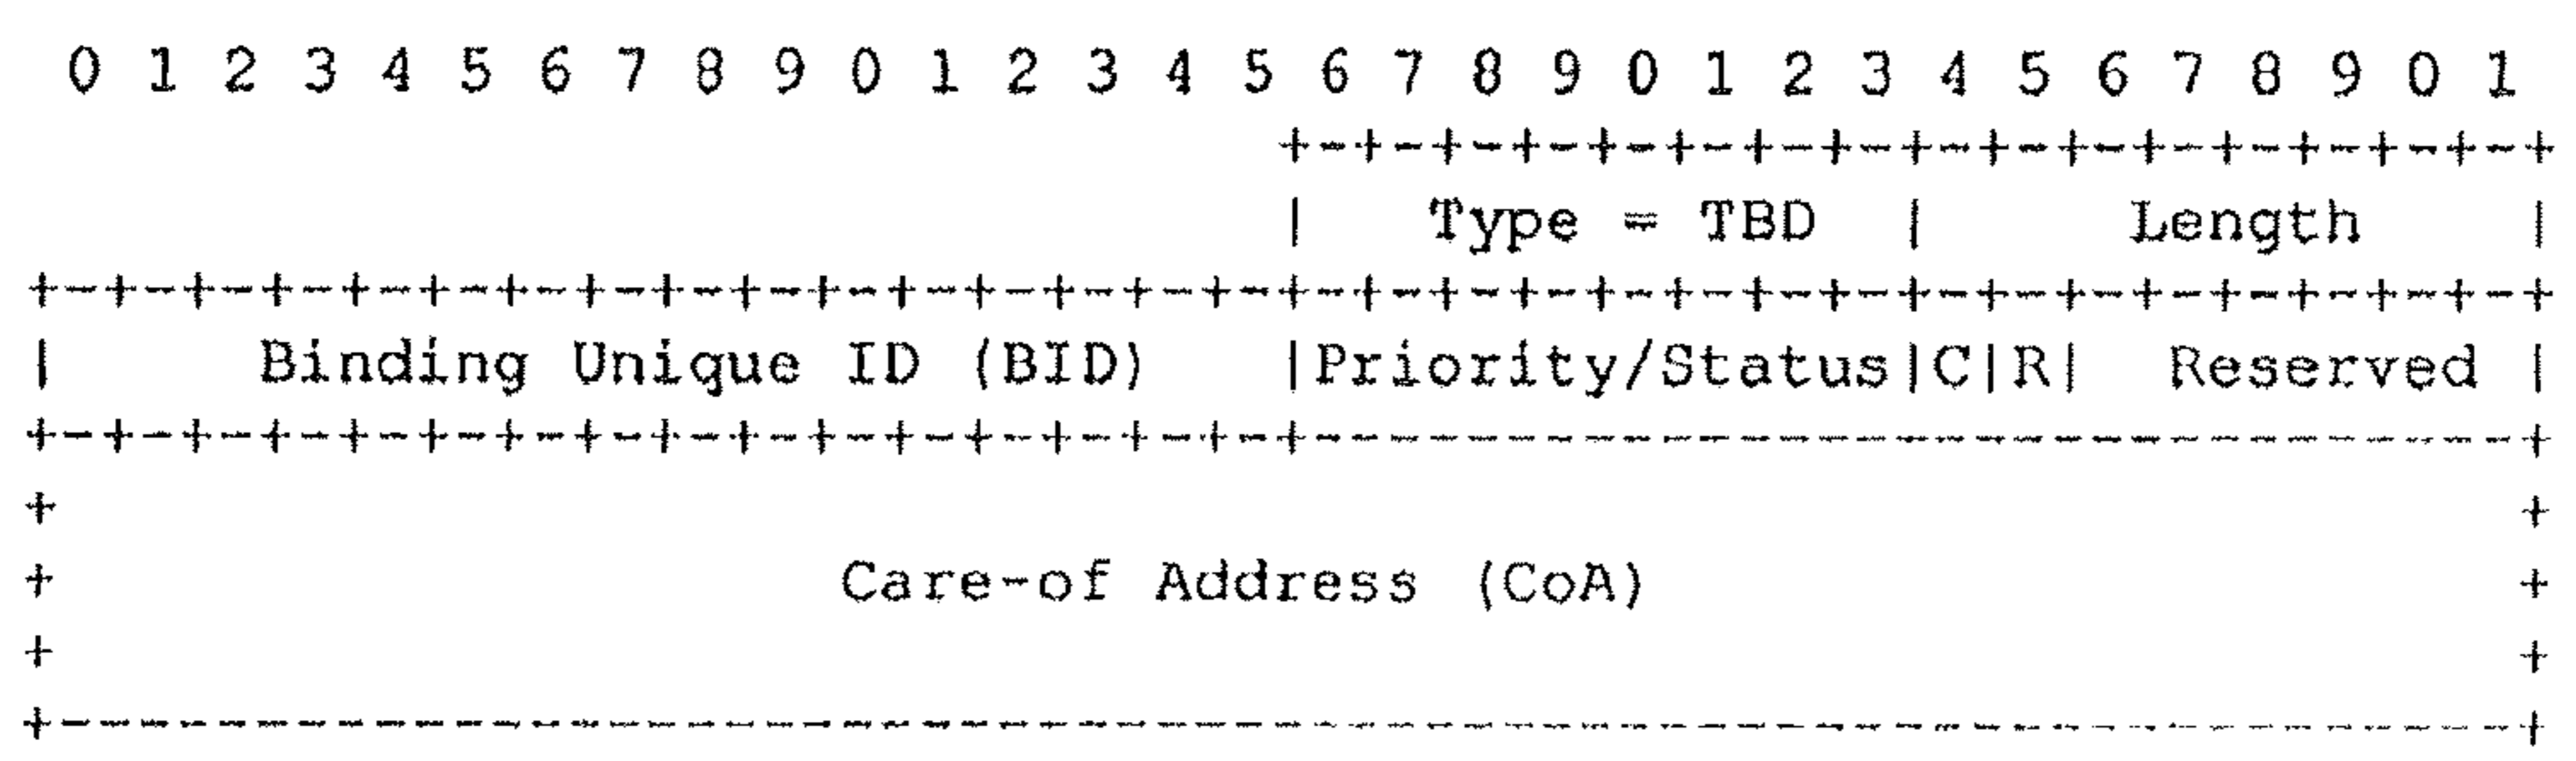 0 1 2 3 4 5 6 7 8 9 0 1 2 3 4 5 6 7 8 9 0 1 2 3 4 5 6 7 8 9 0 1
+-+-+-+-+-+-+-+-+-+-+-+-+-+-+-+-+
| Type = TBD | Length |
+-+-+-+-+-+-+-+-+-+-+-+-+-+-+-+-+-+-+-+-+-+-+-+-+-+-+-+-+-+-+-+-+
| Binding Unique ID (BID) |Priority/Status|C|R| Reserved |
+-+-+-+-+-+-+-+-+-+-+-+-+-+-+-+-+-------------------------------+
+ +
+ Care-of Address (CoA) +
+ +
+---------------------------------------------------------------+